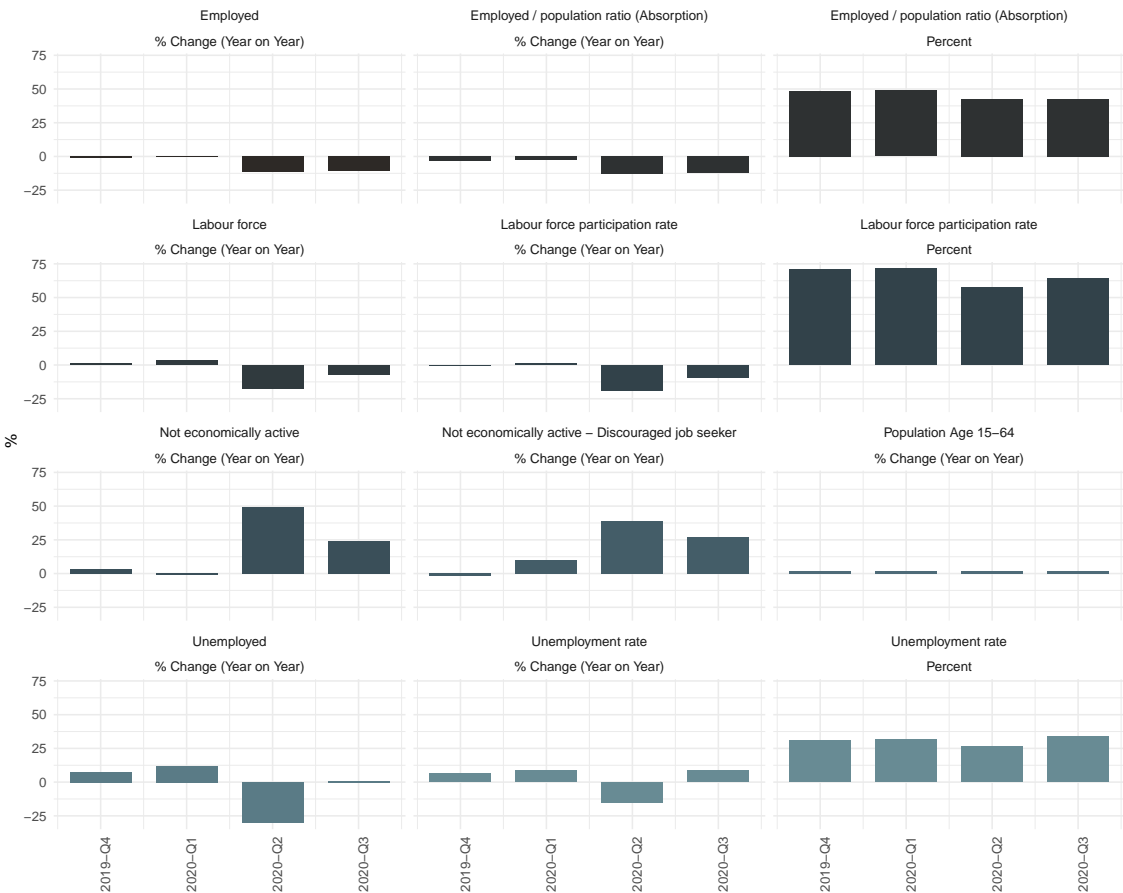 Employed
% Change (Year on Year)
Employed / population ratio (Absorption)
% Change (Year on Year)
Employed / population ratio (Absorption)
Percent
75
50
25
0
−25
Labour force
% Change (Year on Year)
Labour force participation rate
% Change (Year on Year)
Labour force participation rate
Percent
75
50
25
0
−25
%
Not economically active
% Change (Year on Year)
Not economically active − Discouraged job seeker
% Change (Year on Year)
Population Age 15−64
% Change (Year on Year)
75
50
25
0
−25
Unemployed
% Change (Year on Year)
Unemployment rate
% Change (Year on Year)
Unemployment rate
Percent
75
50
25
0
−25
2019−Q4
2020−Q1
2020−Q2
2020−Q3
2019−Q4
2020−Q1
2020−Q2
2020−Q3
2019−Q4
2020−Q1
2020−Q2
2020−Q3